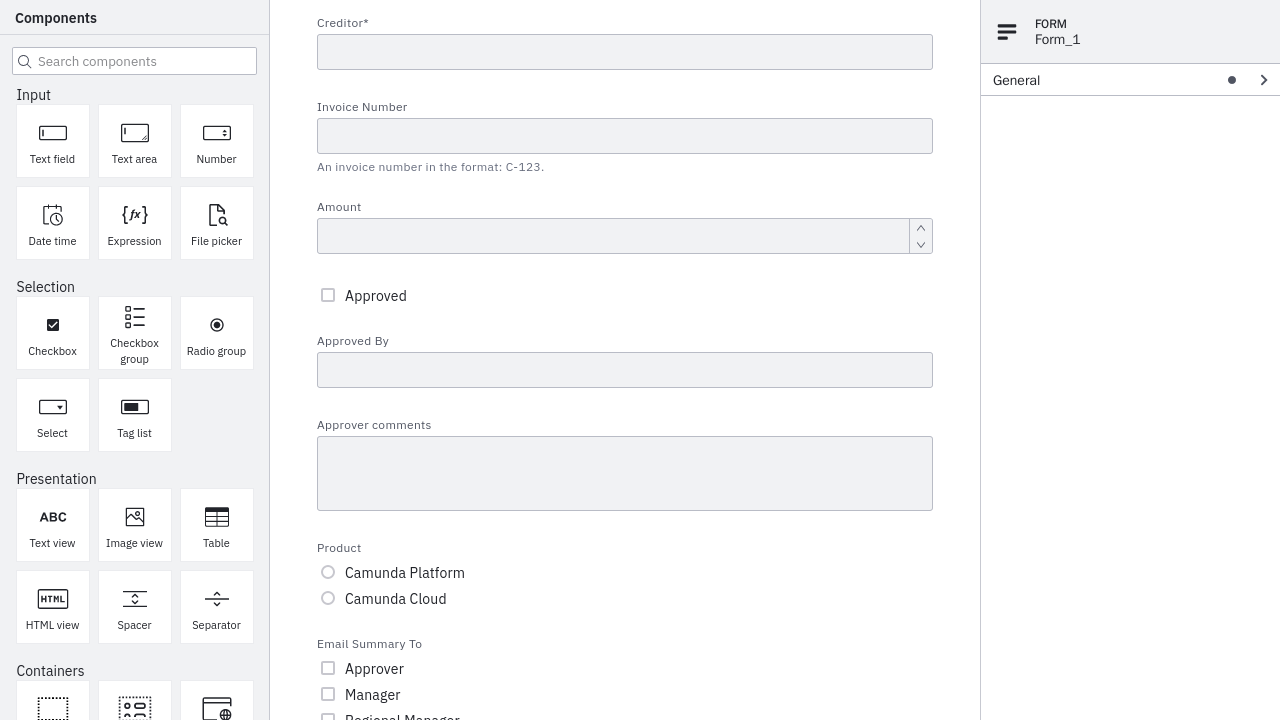 Components
Search components
Input
Text field
Text area
Number
Date time
fx
Expression
File picker
Selection
Checkbox
Checkbox
group
Radio group
Select
Tag list
Presentation
ABC
Text view
Image view
Table
HTML
HTML view
Spacer
Separator
Containers
Creditor*
Invoice Number
An invoice number in the format: C-123.
Amount
Approved
Approved By
Approver comments
Product
Camunda Platform
Camunda Cloud
Email Summary To
Approver
Manager
Regional Manager
FORM
Form_1
General